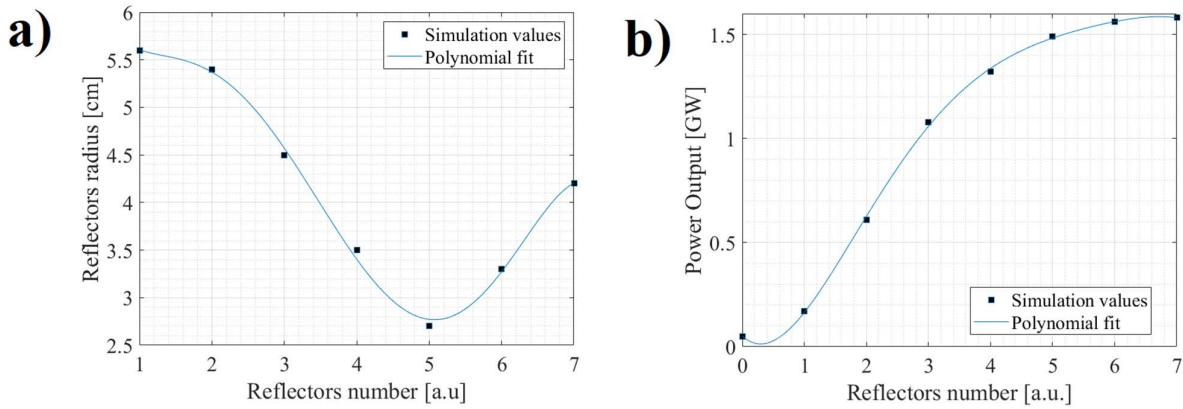 a)
Simulation values
Polynomial fit
6
5.5
5
4.5
4
3.5
3
2.5
Reflectors radius [cm]
1 2 3 4 5 6 7
Reflectors number [a.u]
b)
1.5
1
0.5
0
Power Output [GW]
Simulation values
Polynomial fit
0 1 2 3 4 5 6 7
Reflectors number [a.u.]